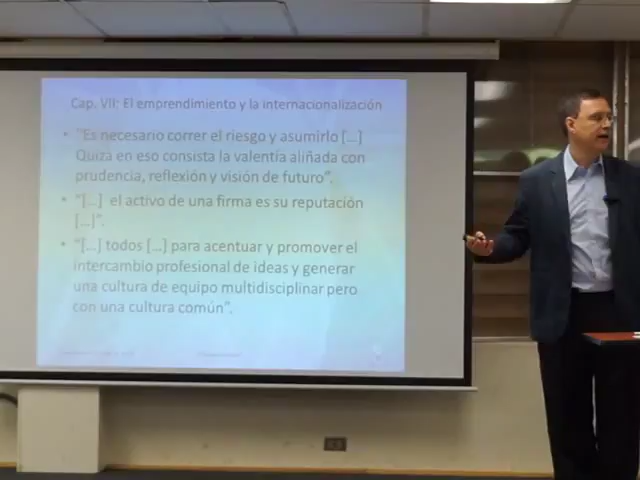 Cap. VII: El emprendimiento y la internacionalización
• "Es necesario correr el riesgo y asumirlo [...]
Quizá en eso consista la valentía aliñada con
prudencia, reflexión y visión de futuro".
• "[...] el activo de una firma es su reputación
[...]".
• "[...] todos [...] para acentuar y promover el
intercambio profesional de ideas y generar
una cultura de equipo multidisciplinar pero
con una cultura común".